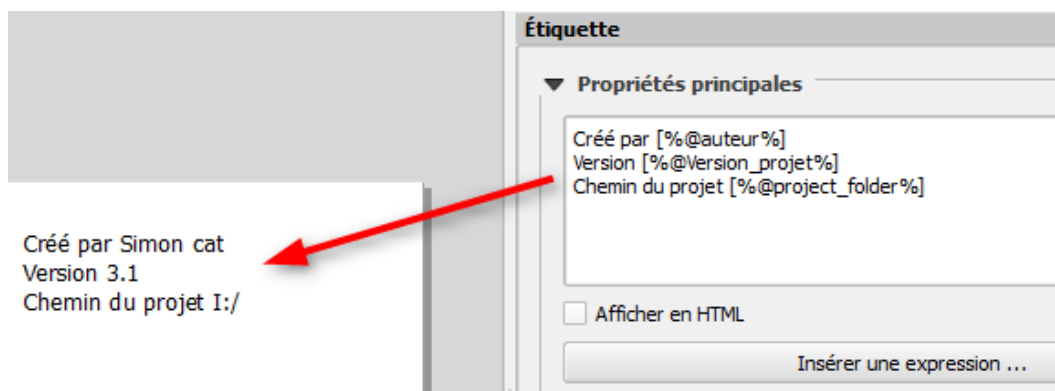 Étiquette
Propriétés principales
Créé par [%@auteur%]
Version [%@Version_projet%]
Chemin du projet [%@project_folder%]
Créé par Simon cat
Version 3.1
Chemin du projet I:/
Afficher en HTML
Insérer une expression ...